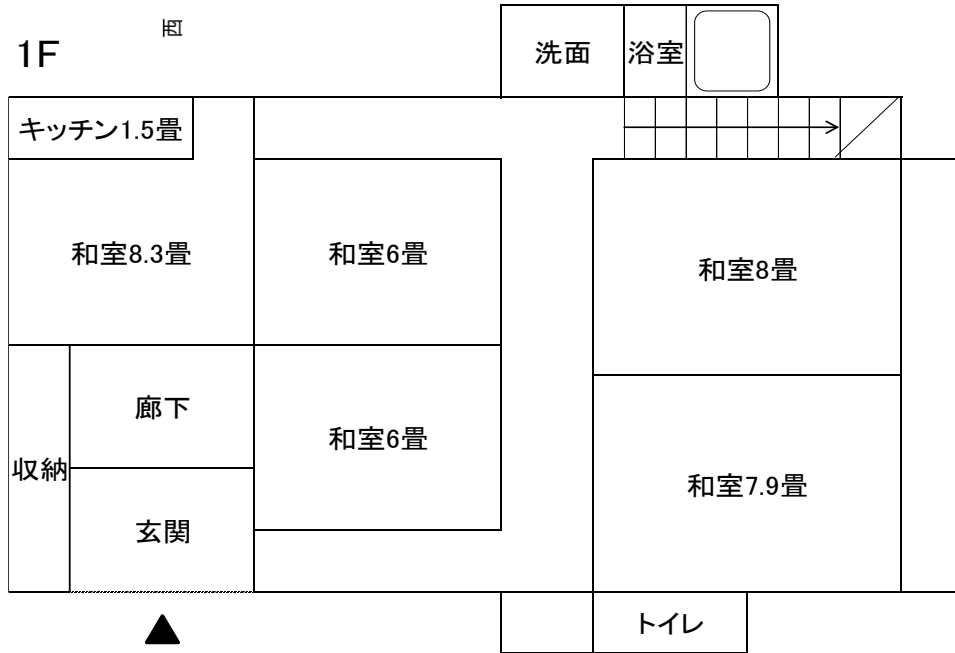 1F
西
洗面
浴室
キッチン1.5畳
和室8.3畳
和室6畳
和室8畳
廊下
和室6畳
収納
和室7.9畳
玄関
トイレ